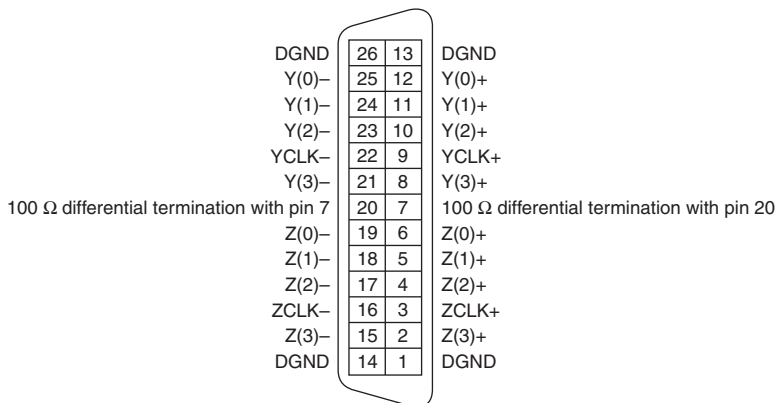 DGND 26 13 DGND
Y(0)– 25 12 Y(0)+
Y(1)– 24 11 Y(1)+
Y(2)– 23 10 Y(2)+
YCLK– 22 9 YCLK+
Y(3)– 21 8 Y(3)+
100 Ω differential termination with pin 7 20 7 100 Ω differential termination with pin 20
Z(0)– 19 6 Z(0)+
Z(1)– 18 5 Z(1)+
Z(2)– 17 4 Z(2)+
ZCLK– 16 3 ZCLK+
Z(3)– 15 2 Z(3)+
DGND 14 1 DGND